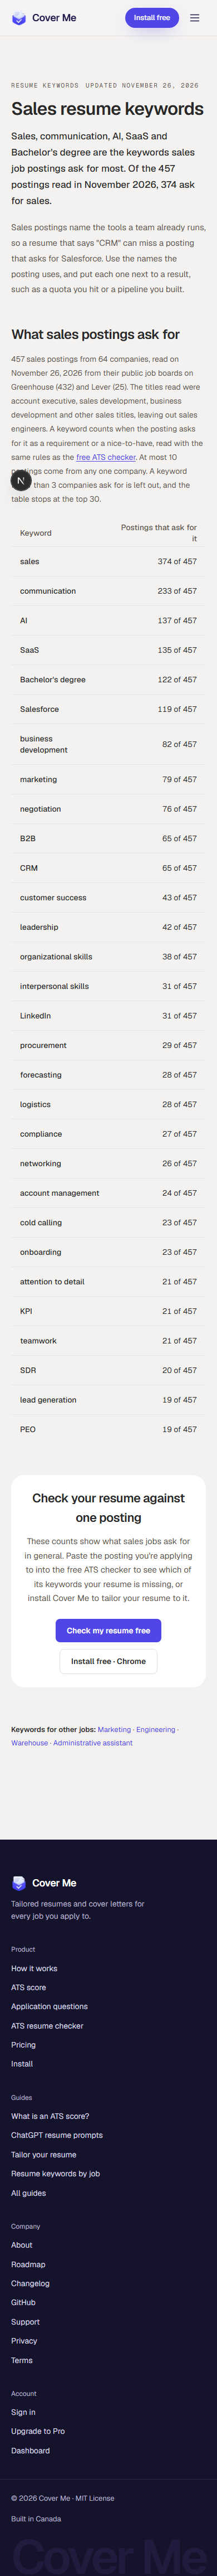 Cover Me
Install free
RESUME KEYWORDS UPDATED NOVEMBER 26, 2026
Sales resume keywords
Sales, communication, AI, SaaS and
Bachelor's degree are the keywords sales
job postings ask for most. Of the 457
postings read in November 2026, 374 ask
for sales.
Sales postings name the tools a team already runs,
so a resume that says "CRM" can miss a posting
that asks for Salesforce. Use the names the
posting uses, and put each one next to a result,
such as a quota you hit or a pipeline you built.
What sales postings ask for
457 sales postings from 64 companies, read on
November 26, 2026 from their public job boards on
Greenhouse (432) and Lever (25). The titles read were
account executive, sales development, business
development and other sales titles, leaving out sales
engineers. A keyword counts when the posting asks
for it as a requirement or a nice-to-have, read with the
same rules as the free ATS checker. At most 10
come from any one company. A keyword
than 3 companies ask for is left out, and the
table stops at the top 30.
Keyword
Postings that ask for
it
sales 374 of 457
communication 233 of 457
AI 137 of 457
SaaS 135 of 457
Bachelor's degree 122 of 457
Salesforce 119 of 457
business
development 82 of 457
marketing 79 of 457
negotiation 76 of 457
B2B 65 of 457
CRM 65 of 457
customer success 43 of 457
leadership 42 of 457
organizational skills 38 of 457
interpersonal skills 31 of 457
LinkedIn 31 of 457
procurement 29 of 457
forecasting 28 of 457
logistics 28 of 457
compliance 27 of 457
networking 26 of 457
account management 24 of 457
cold calling 23 of 457
onboarding 23 of 457
attention to detail 21 of 457
KPI 21 of 457
teamwork 21 of 457
SDR 20 of 457
lead generation 19 of 457
PEO 19 of 457
Check your resume against
one posting
These counts show what sales jobs ask for
in general. Paste the posting you're applying
to into the free ATS checker to see which of
its keywords your resume is missing, or
install Cover Me to tailor your resume to it.
Check my resume free
Install free · Chrome
Keywords for other jobs: Marketing · Engineering ·
Warehouse · Administrative assistant
Cover Me
Tailored resumes and cover letters for
every job you apply to.
Product
How it works
ATS score
Application questions
ATS resume checker
Pricing
Install
Guides
What is an ATS score?
ChatGPT resume prompts
Tailor your resume
Resume keywords by job
All guides
Company
About
Roadmap
Changelog
GitHub
Support
Privacy
Terms
Account
Sign in
Upgrade to Pro
Dashboard
© 2026 Cover Me · MIT License
Built in Canada
Cover Me